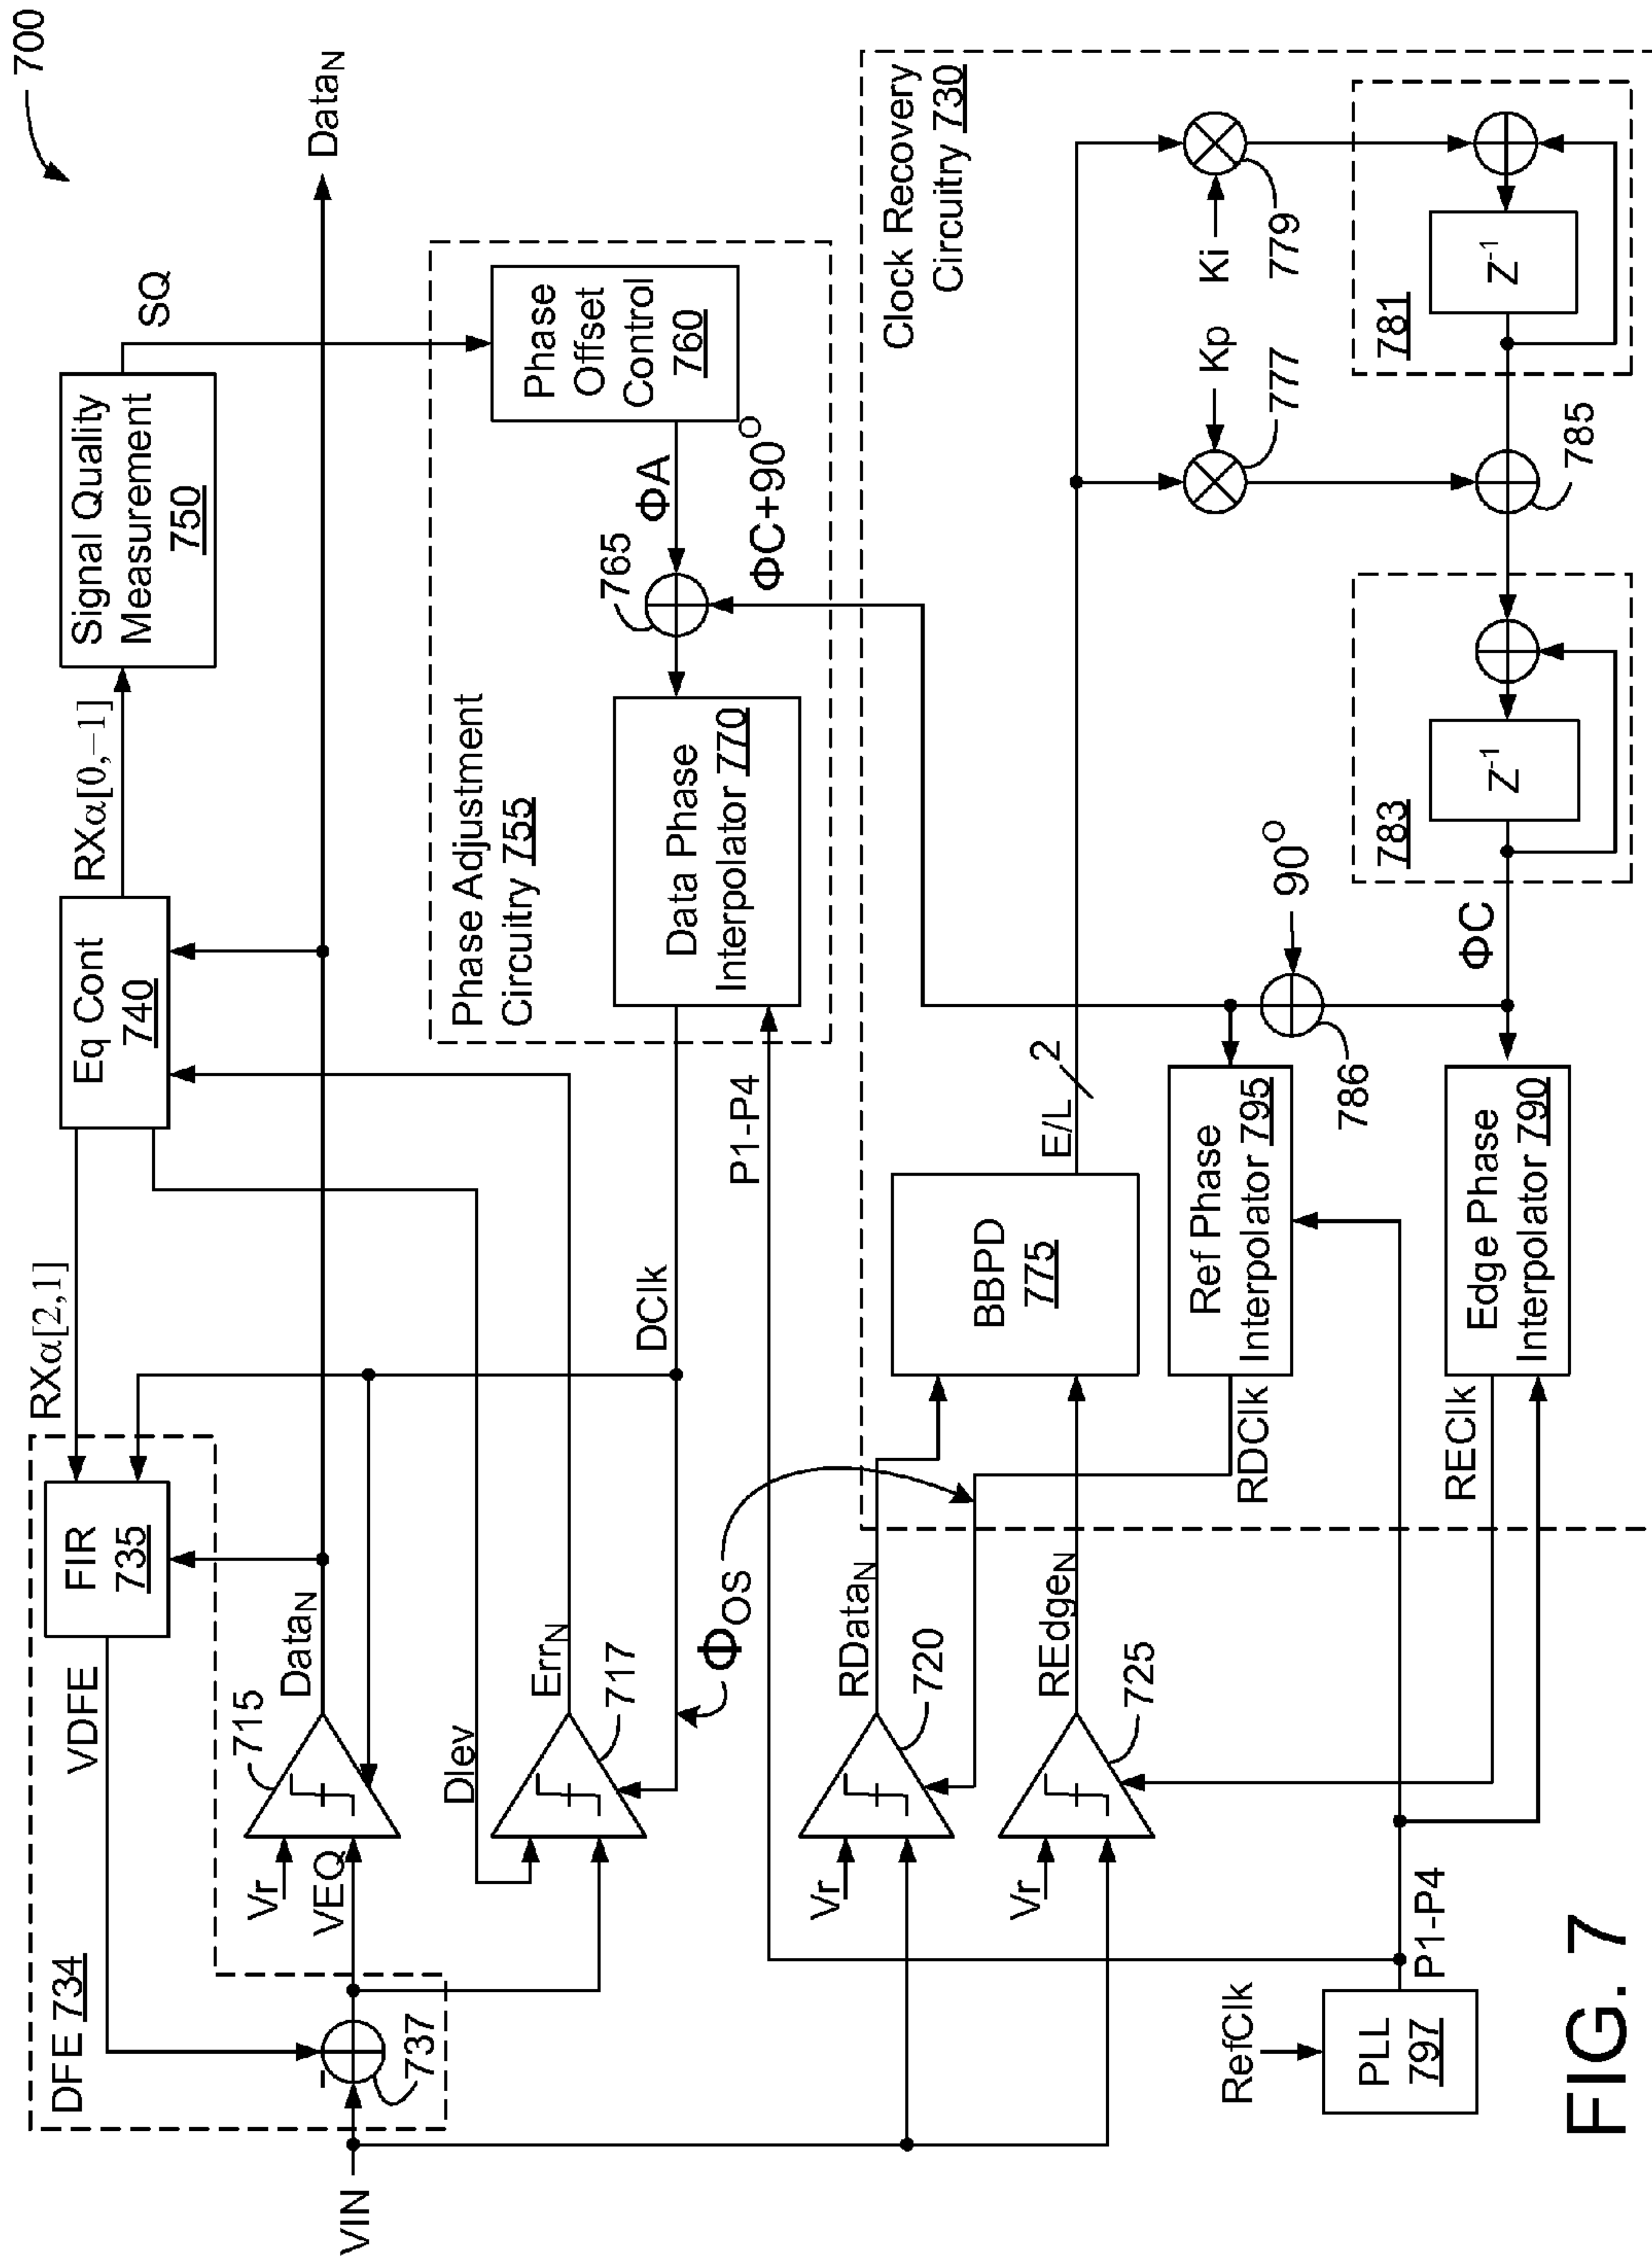 700
DFE 734
VDFE
FIR
735
RXα[2,1]
Eq Cont
740
RXα[0,−1]
Signal Quality
Measurement
750
SQ
VIN
737
Vr
VEQ
715
DataN
DataN
Dlev
ErrN
717
DClk
P1-P4
Phase Adjustment
Circuitry 755
Data Phase
Interpolator 770
765
ΦA
ΦC+90°
Phase
Offset
Control
760
ΦOS
Vr
RDataN
720
Vr
REdgeN
725
BBPD
775
E/L
2
Clock Recovery
Circuitry 730
RDClk
Ref Phase
Interpolator 795
RECIk
Edge Phase
Interpolator 790
786
90°
ΦC
783
Z-1
785
Kp
777
Ki
779
781
Z-1
RefClk
PLL
797
P1-P4
FIG. 7